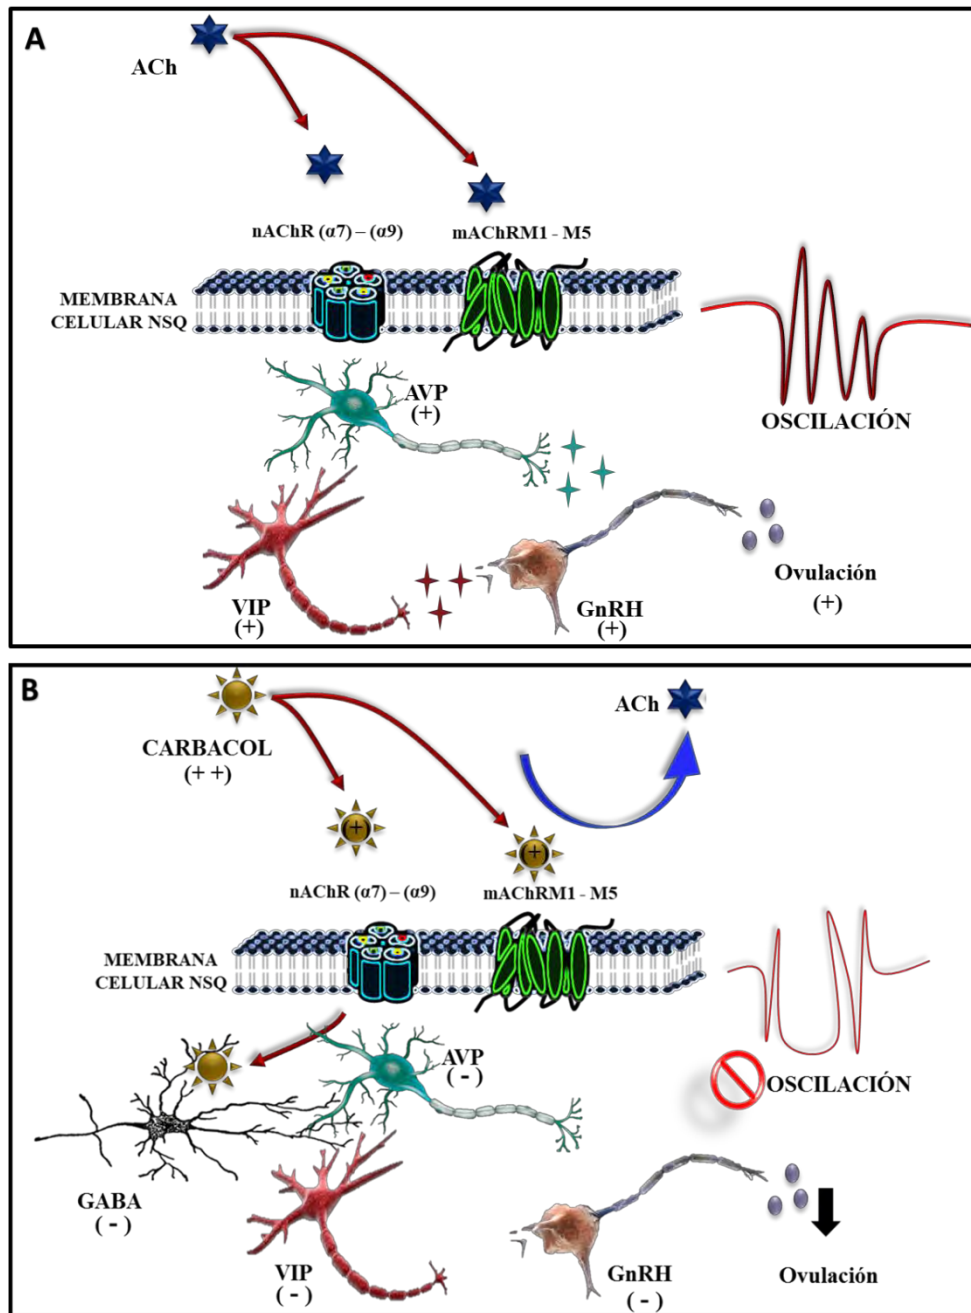 A
ACh
nAChR (α7) – (α9)
mAChRM1 - M5
MEMBRANA
CELULAR NSQ
AVP
(+)
OSCILACIÓN
VIP
(+)
GnRH
(+)
Ovulación
(+)
B
CARBACOL
(+ +)
ACh
+
+
nAChR (α7) – (α9)
mAChRM1 - M5
MEMBRANA
CELULAR NSQ
AVP
( - )
OSCILACIÓN
GABA
( - )
VIP
( - )
GnRH
( - )
Ovulación